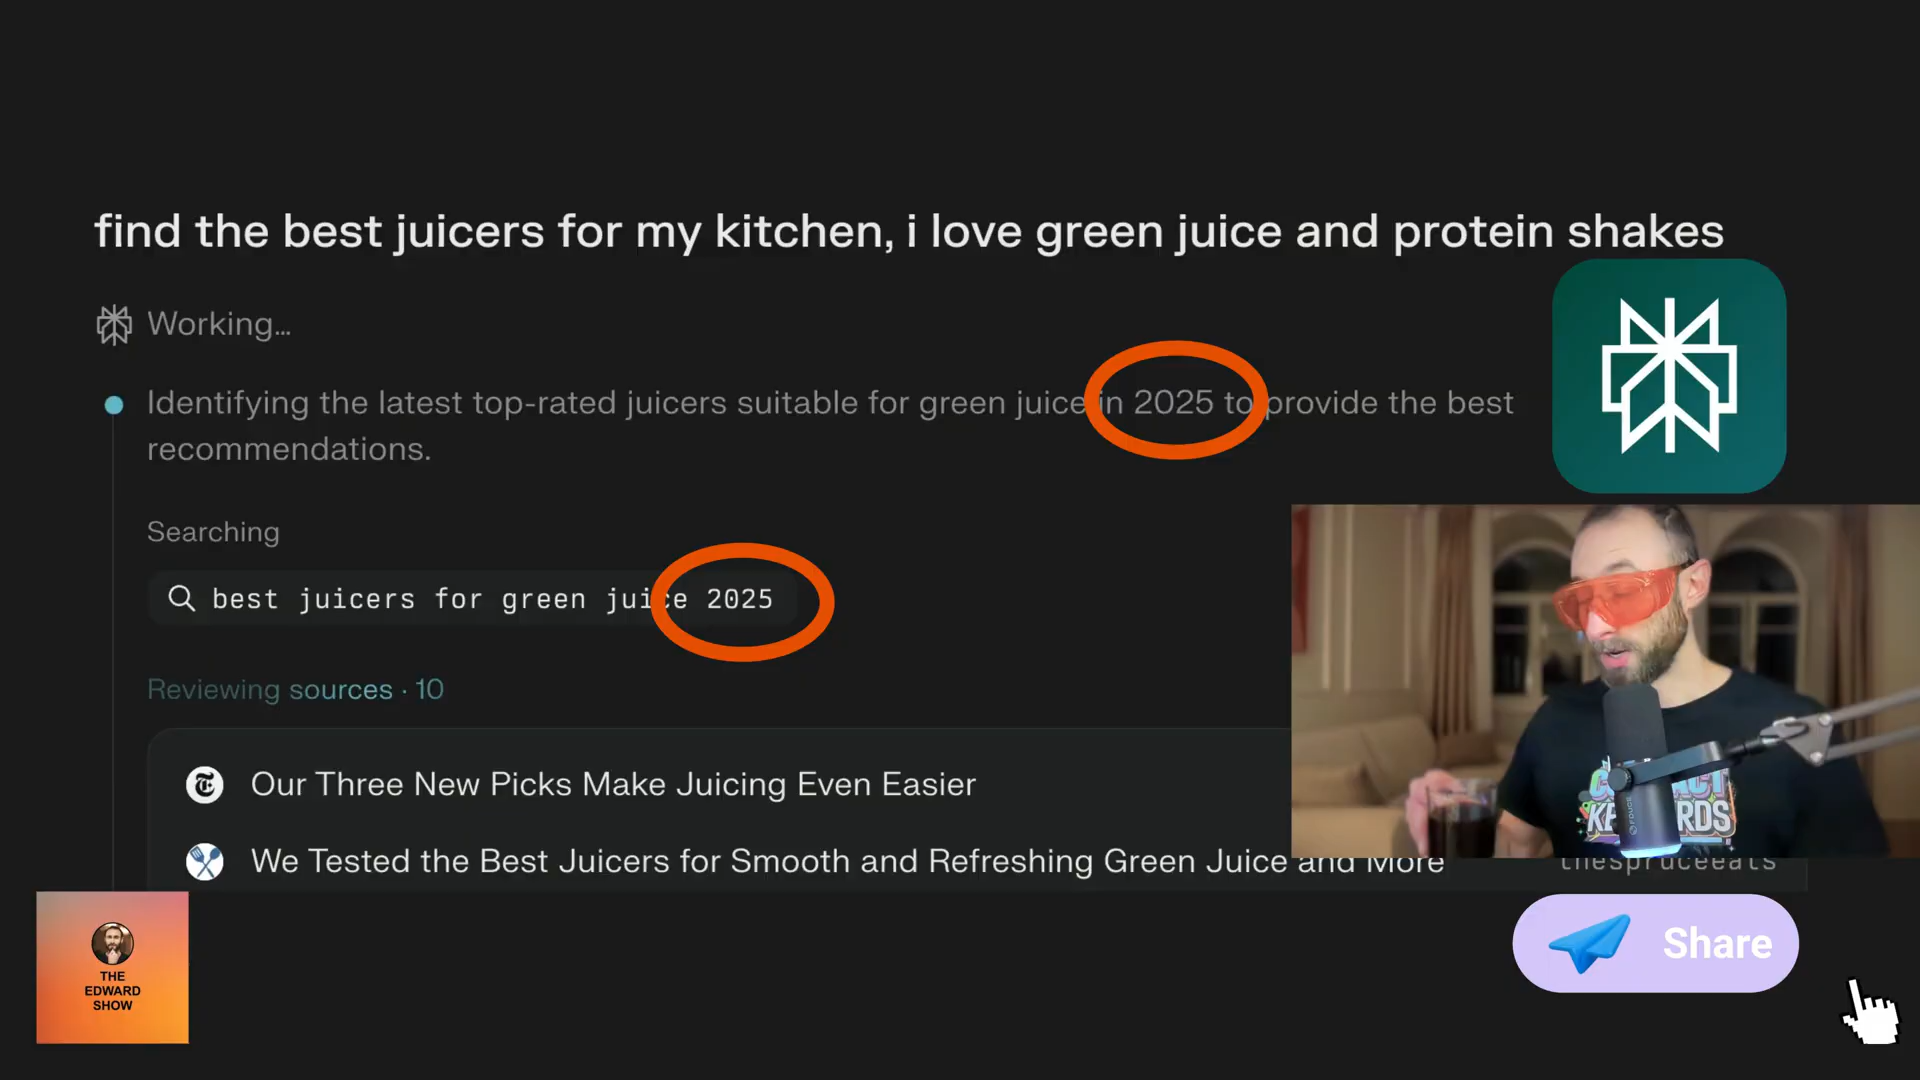 find the best juicers for my kitchen, i love green juice and protein shakes
Working...
Identifying the latest top-rated juicers suitable for green juice in 2025 to provide the best
recommendations.
Searching
best juicers for green juice 2025
Reviewing sources · 10
Our Three New Picks Make Juicing Even Easier
We Tested the Best Juicers for Smooth and Refreshing Green Juice and More
thespruceeats
THE
EDWARD
SHOW
Share